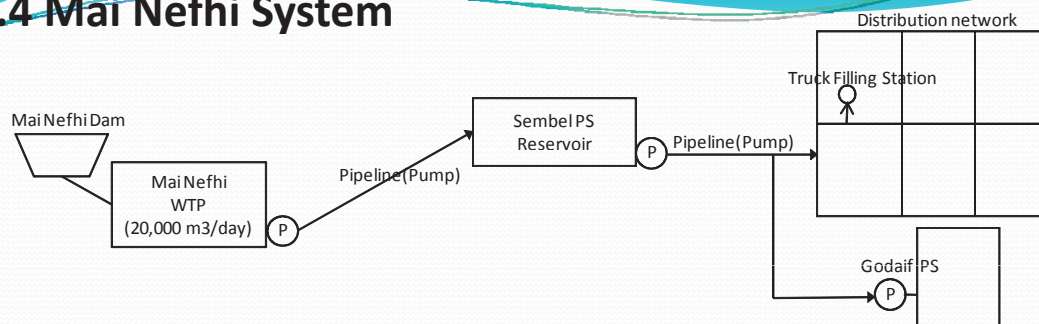 .4 Mai Nefhi System
Distribution network
Truck Filling Station
Mai Nefhi Dam
Sembel PS
Reservoir
P
Pipeline(Pump)
Mai Nefhi
WTP
(20,000 m3/day)
P
Pipeline(Pump)
Godaif PS
P